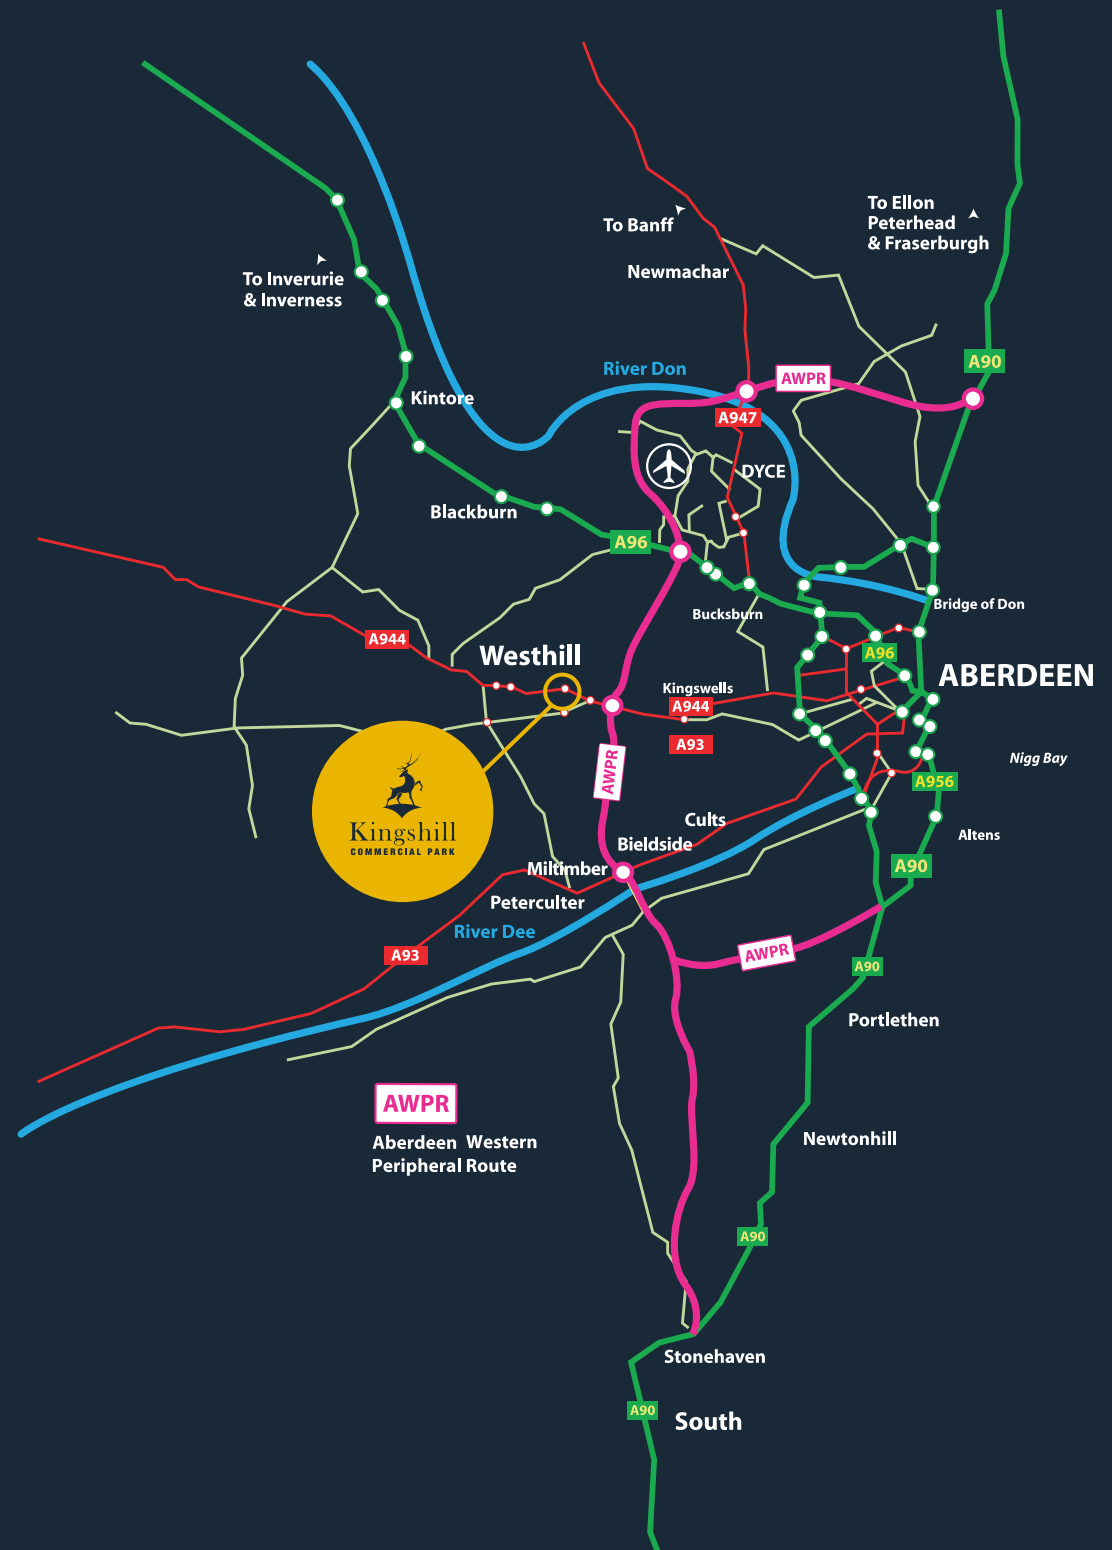 To Ellon
Peterhead
& Fraserburgh
To Banff
Newmachar
To Inverurie
& Inverness
A90
River Don
AWPR
Kintore
A947
DYCE
Blackburn
A96
Bucksburn
Bridge of Don
A944
Westhill
A96
ABERDEEN
Kingswells
A944
A93
AWPR
Nigg Bay
A956
Kingshill
COMMERCIAL PARK
Cults
Altens
Bieldside
Miltimber
A90
Peterculter
River Dee
A93
AWPR
A90
Portlethen
AWPR
Aberdeen Western
Peripheral Route
Newtonhill
A90
Stonehaven
A90
South